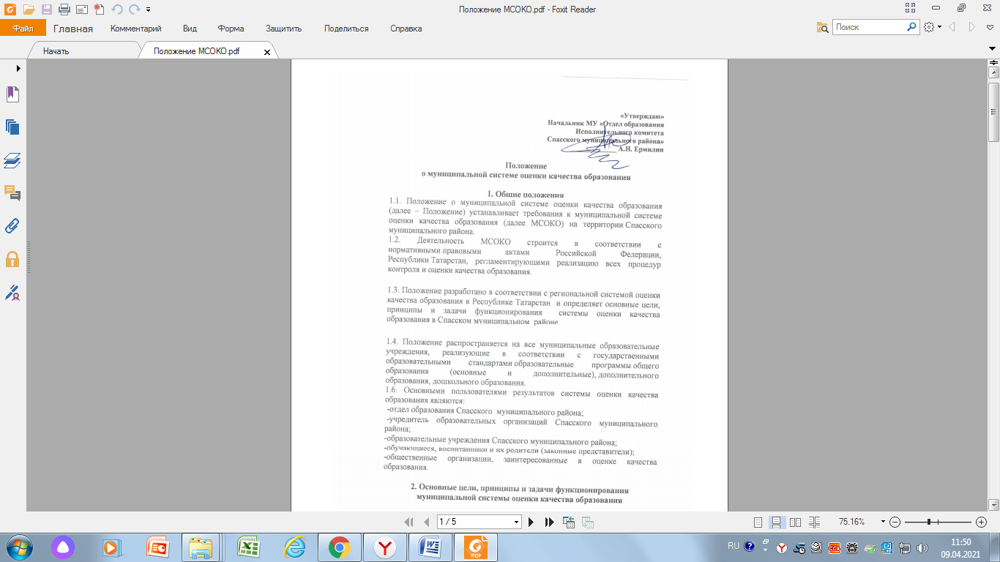 Положение МСОКО.pdf - Foxit Reader
Файл Главная Комментарий Вид Форма Защитить Поделиться Справка Поиск
Начать Положение МСОКО.pdf
«Утверждаю»
Начальник МУ «Отдел образования
Исполнительного комитета
Спасского муниципального района»
А.Н. Ермилин
Положение
о муниципальной системе оценки качества образования
1. Общие положения
1.1. Положение о муниципальной системе оценки качества образования
(далее – Положение) устанавливает требования к муниципальной системе
оценки качества образования (далее МСОКО) на территории Спасского
муниципального района.
1.2. Деятельность МСОКО строится в соответствии с
нормативными правовыми актами Российской Федерации,
Республики Татарстан, регламентирующими реализацию всех процедур
контроля и оценки качества образования.
1.3. Положение разработано в соответствии с региональной системой оценки
качества образования в Республике Татарстан и определяет основные цели,
принципы и задачи функционирования системы оценки качества
образования в Спасском муниципальном районе.
1.4. Положение распространяется на все муниципальные образовательные
учреждения, реализующие в соответствии с государственными
образовательными стандартами образовательные программы общего
образования (основные и дополнительные), дополнительного
образования, дошкольного образования.
1.6. Основными пользователями результатов системы оценки качества
образования являются:
-отдел образования Спасского муниципального района;
-учредитель образовательных организаций Спасского муниципального
района;
-образовательные учреждения Спасского муниципального района;
-обучающиеся, воспитанники и их родители (законные представители);
-общественные организации, заинтересованные в оценке качества
образования.
2. Основные цели, принципы и задачи функционирования
муниципальной системы оценки качества образования
1 / 5 75.16%
RU 11:50
09.04.2021